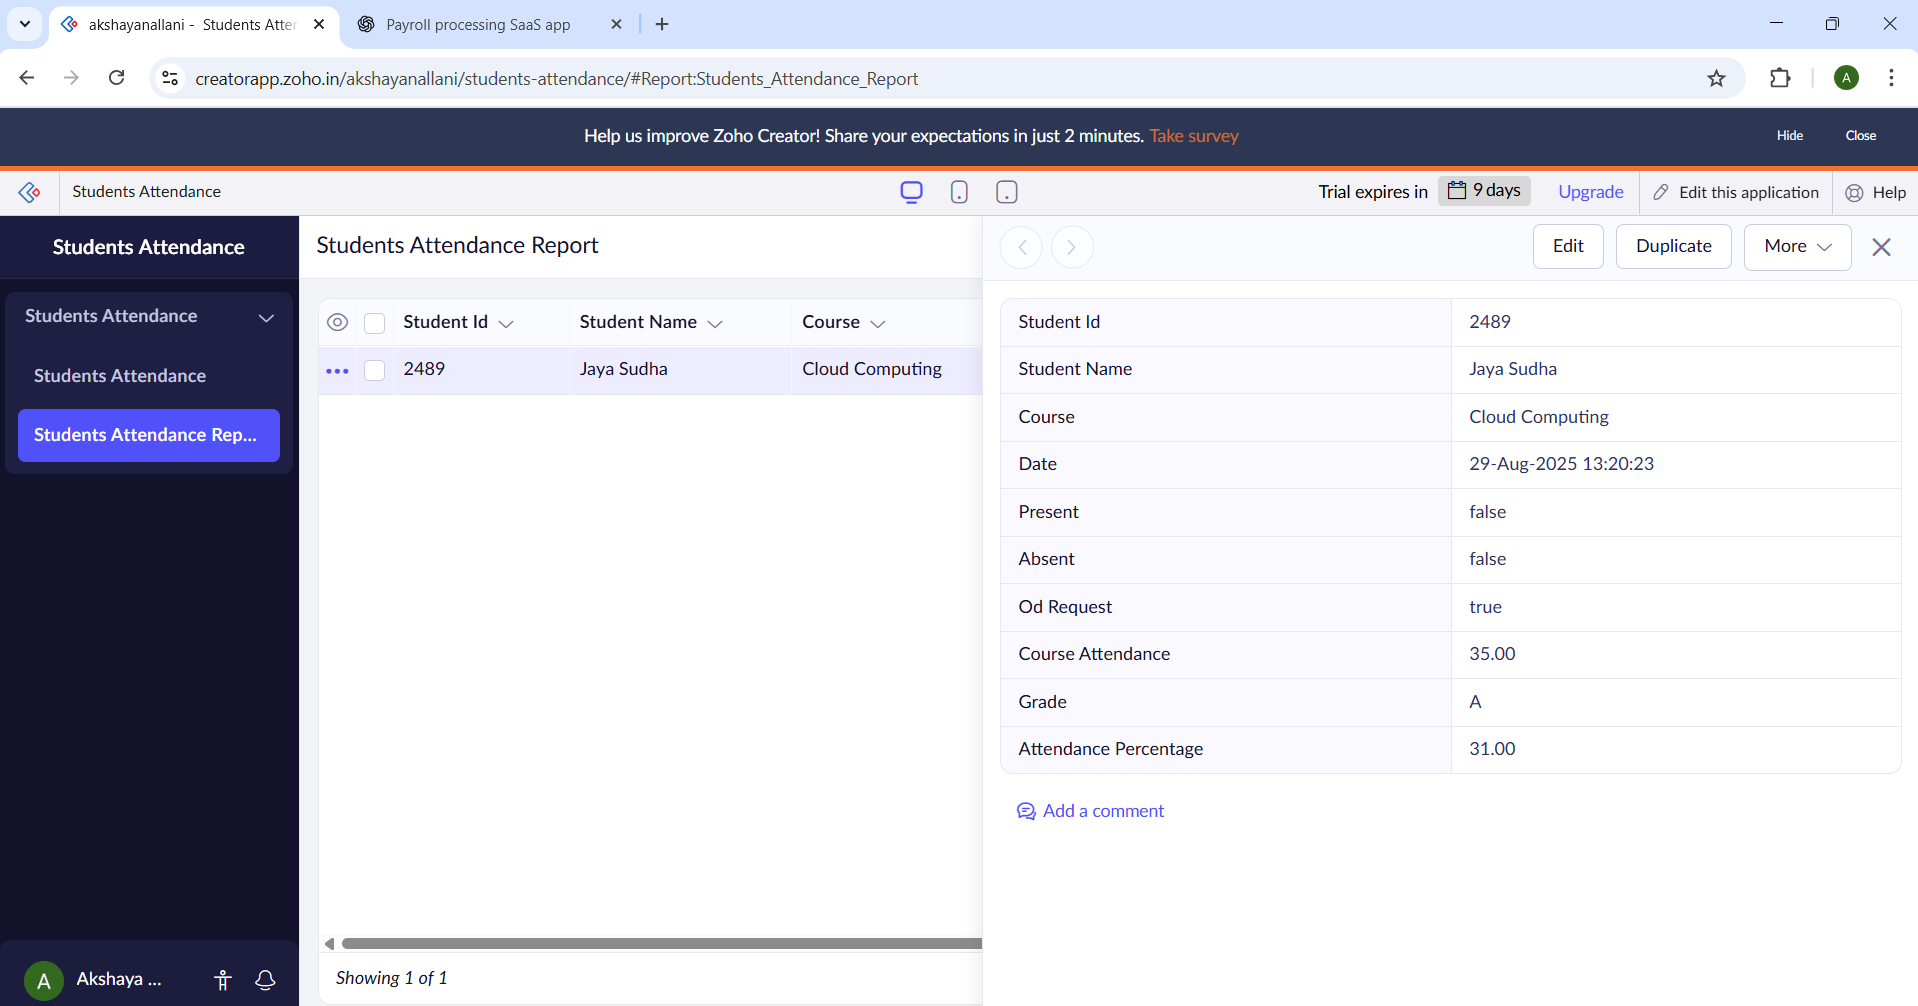 akshayanallani - Students Atter
Payroll processing SaaS app
creatorapp.zoho.in/akshayanallani/students-attendance/#Report:Students_Attendance_Report
A
Help us improve Zoho Creator! Share your expectations in just 2 minutes. Take survey
Hide
Close
Students Attendance
Trial expires in
9 days
Upgrade
Edit this application
Help
Students Attendance
Students Attendance
Students Attendance
Students Attendance Rep...
A
Akshaya ...
Students Attendance Report
Student Id
Student Name
Course
2489
Jaya Sudha
Cloud Computing
Showing 1 of 1
Edit
Duplicate
More
Student Id 2489
Student Name Jaya Sudha
Course Cloud Computing
Date 29-Aug-2025 13:20:23
Present false
Absent false
Od Request true
Course Attendance 35.00
Grade A
Attendance Percentage 31.00
Add a comment